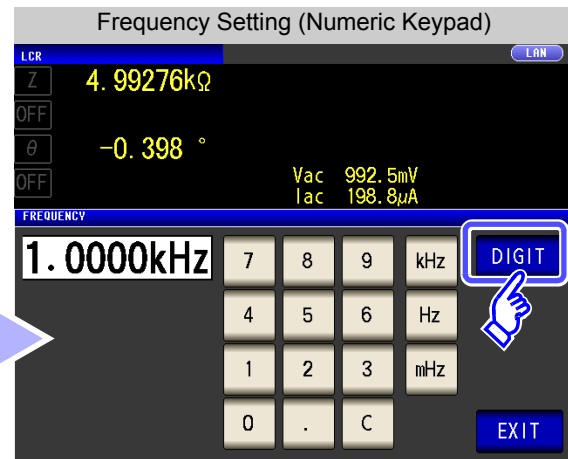 Frequency Setting (Numeric Keypad)
LCR LAN
Z 4.99276kΩ
OFF
θ -0.398 °
OFF Vac 992.5mV
Iac 198.8μA
FREQUENCY
1.0000kHz 7 8 9 kHz DIGIT
4 5 6 Hz
1 2 3 mHz
0 . C EXIT